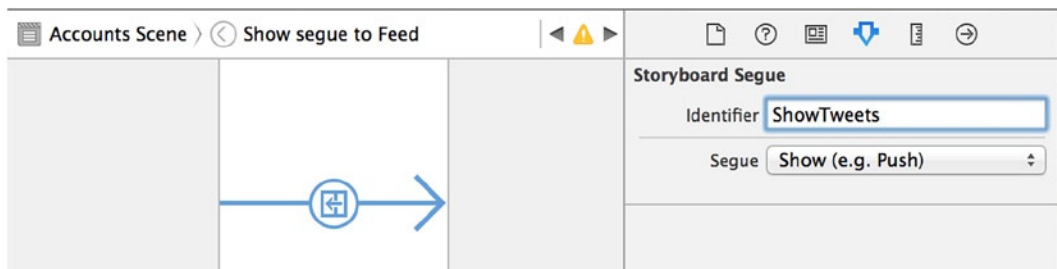 Accounts Scene Show segue to Feed
Storyboard Segue
Identifier ShowTweets
Segue Show (e.g. Push)